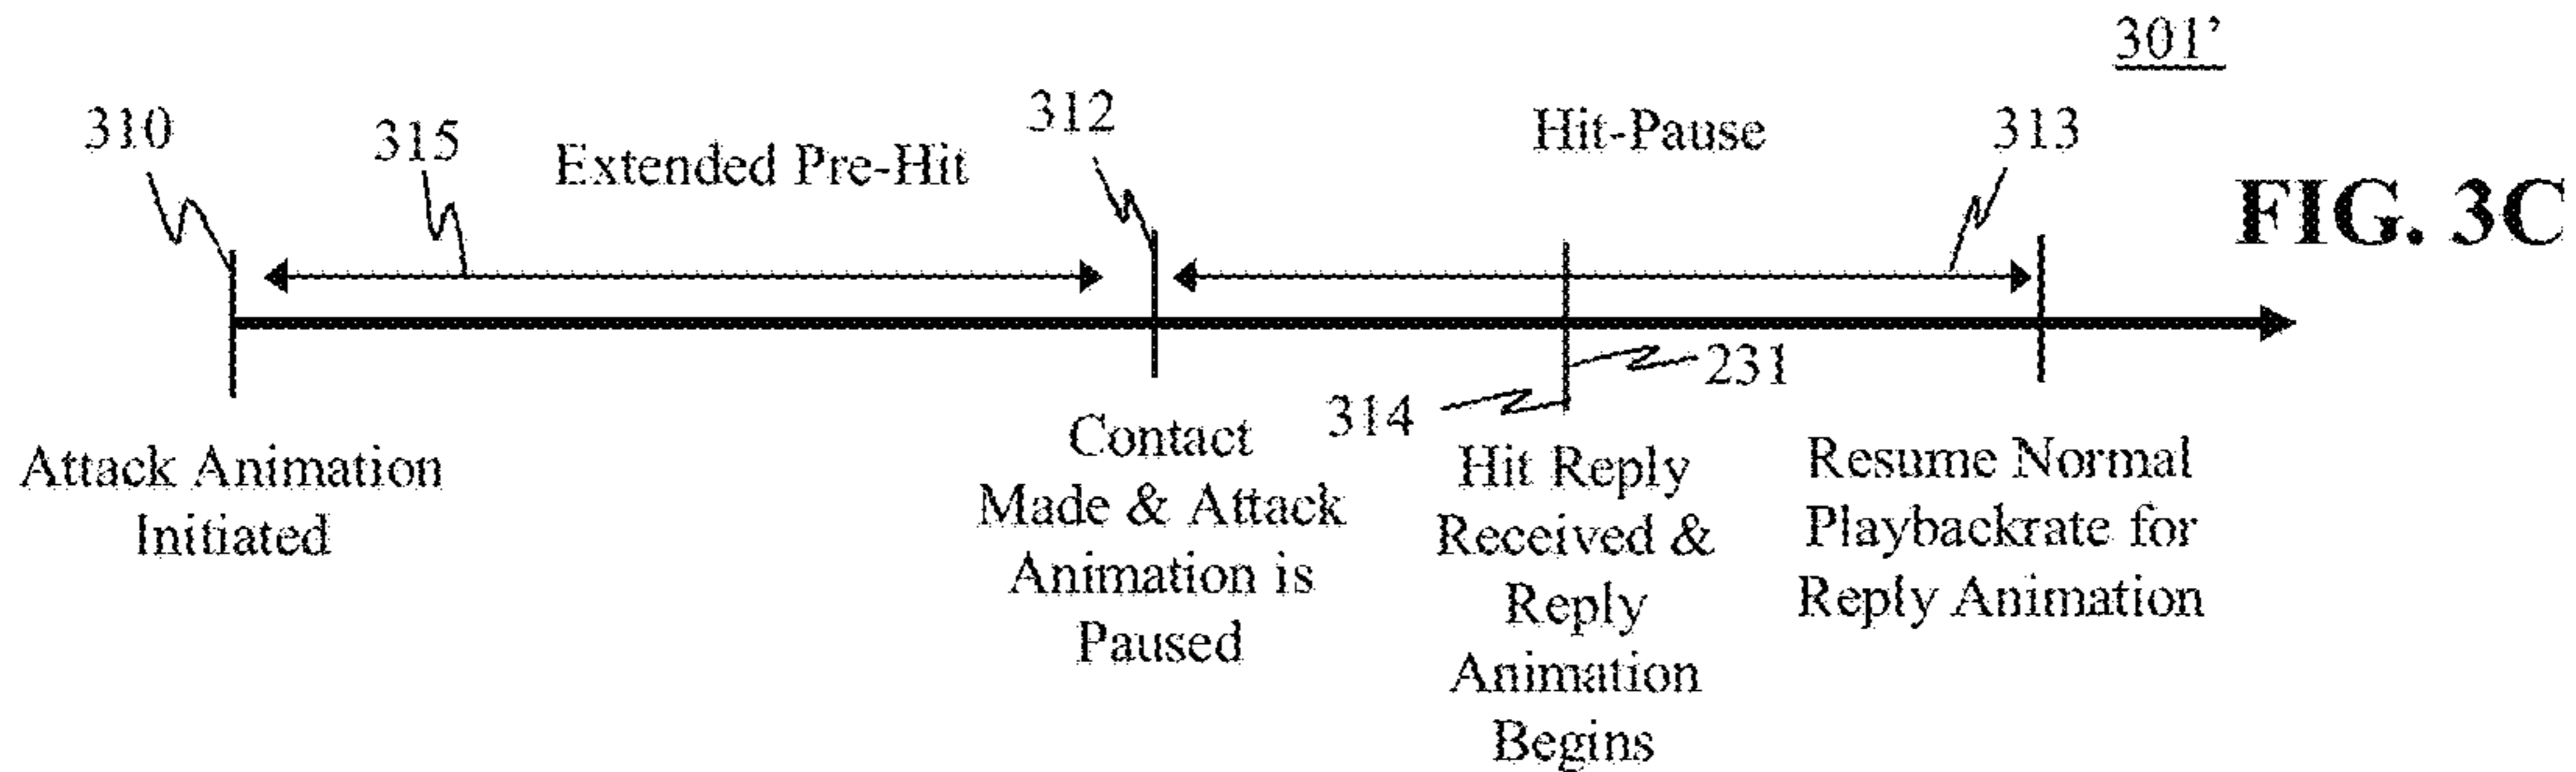 301’
310
315
Extended Pre-Hit
312
Hit-Pause
313
FIG. 3C
231
314
Attack Animation
Initiated
Contact
Made & Attack
Animation is
Paused
Hit Reply
Received &
Reply
Animation
Begins
Resume Normal
Playbackrate for
Reply Animation